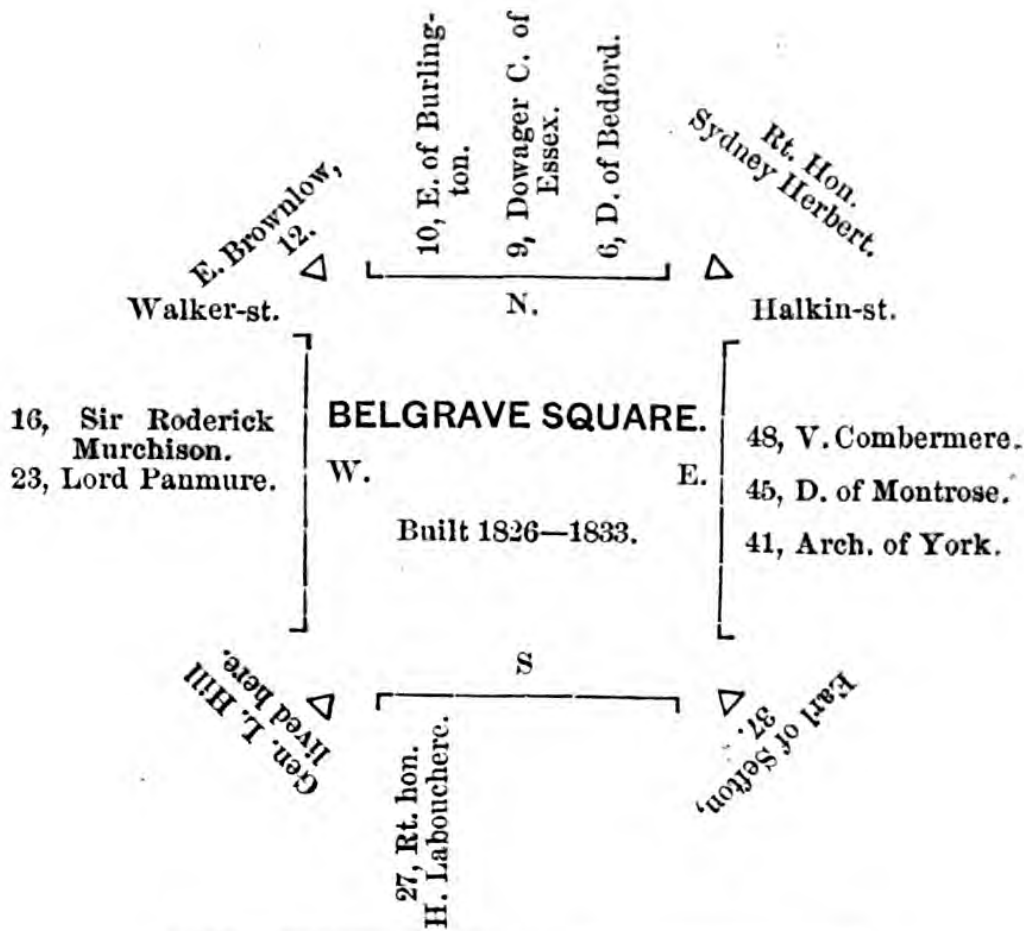 10, E. of Burling-
ton.
9, Dowager C. of
Essex.
6, D. of Bedford.
E. Brownlow,
12.
Rt. Hon.
Sydney Herbert.
Walker-st.
N.
Halkin-st.
16, Sir Roderick
Murchison.
23, Lord Panmure.
BELGRAVE SQUARE.
W.
E.
Built 1826—1833.
48, V. Combermere.
45, D. of Montrose.
41, Arch. of York.
S
Gen. L. Hill
lived here.
27, Rt. hon.
H. Labouchere.
Earl of Sefton,
37.